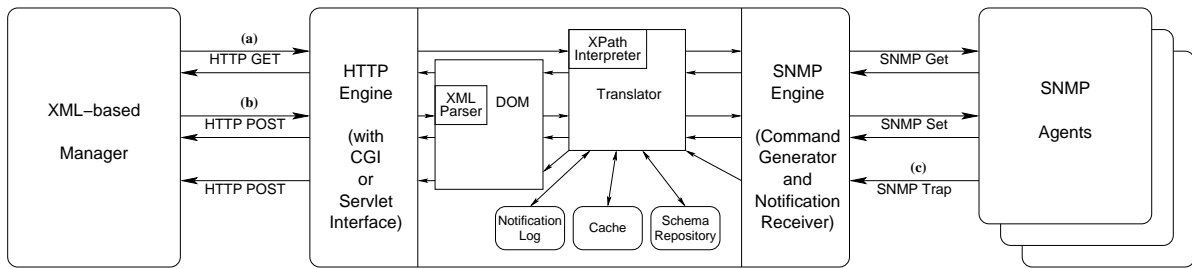 XML–based
Manager
(a)
HTTP GET
(b)
HTTP POST
HTTP POST
HTTP
Engine
(with
CGI
or
Servlet
Interface)
XML
Parser
DOM
XPath
Interpreter
Translator
Notification
Log
Cache
Schema
Repository
SNMP
Engine
(Command
Generator
and
Notification
Receiver)
SNMP Get
SNMP Set
(c)
SNMP Trap
SNMP
Agents